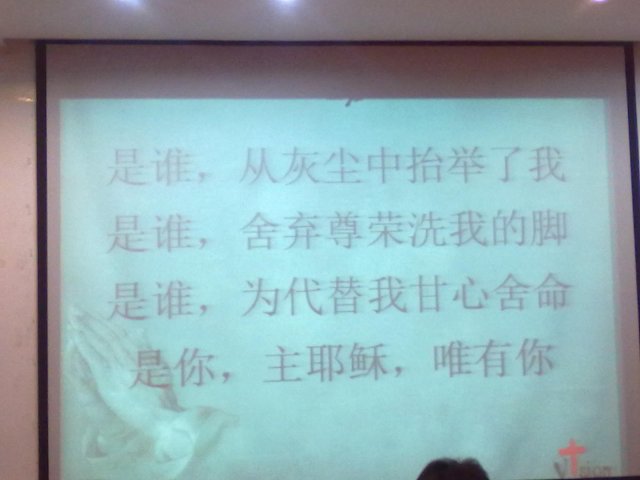 是谁，从灰尘中抬举了我
是谁，舍弃尊荣洗我的脚
是谁，为代替我甘心舍命
是你，主耶稣，唯有你